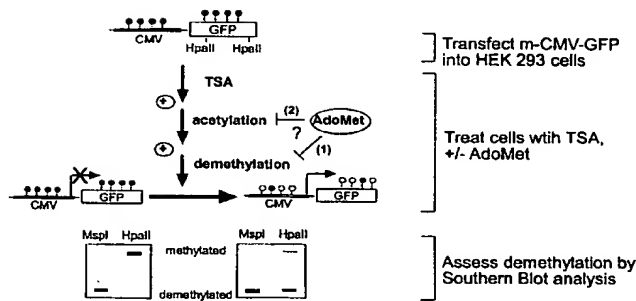 CMV
GFP
HpaII HpaII
Transfect m-CMV-GFP
into HEK 293 cells
TSA
+
acetylation
(2)
AdoMet
?
(1)
+
demethylation
Treat cells wtih TSA,
+/- AdoMet
CMV
GFP
CMV
GFP
MspI HpaII
methylated
demethylated
MspI HpaII
Assess demethylation by
Southern Blot analysis